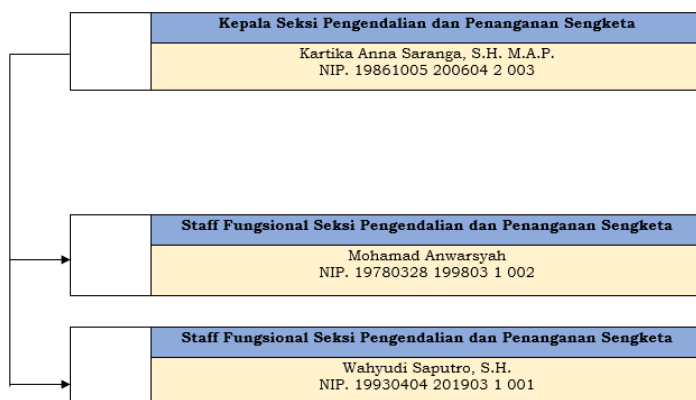 Kepala Seksi Pengendalian dan Penanganan Sengketa
Kartika Anna Saranga, S.H. M.A.P.
NIP. 19861005 200604 2 003
Staff Fungsional Seksi Pengendalian dan Penanganan Sengketa
Mohamad Anwarsyah
NIP. 19780328 199803 1 002
Staff Fungsional Seksi Pengendalian dan Penanganan Sengketa
Wahyudi Saputro, S.H.
NIP. 19930404 201903 1 001